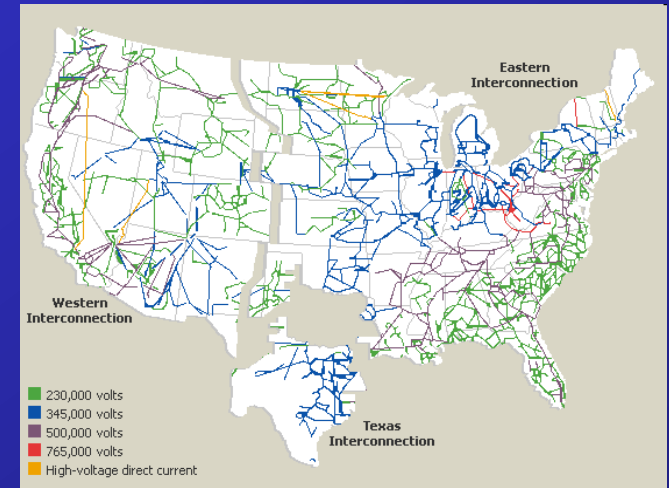 Eastern
Interconnection
Western
Interconnection
Texas
Interconnection
230,000 volts
345,000 volts
500,000 volts
765,000 volts
High-voltage direct current